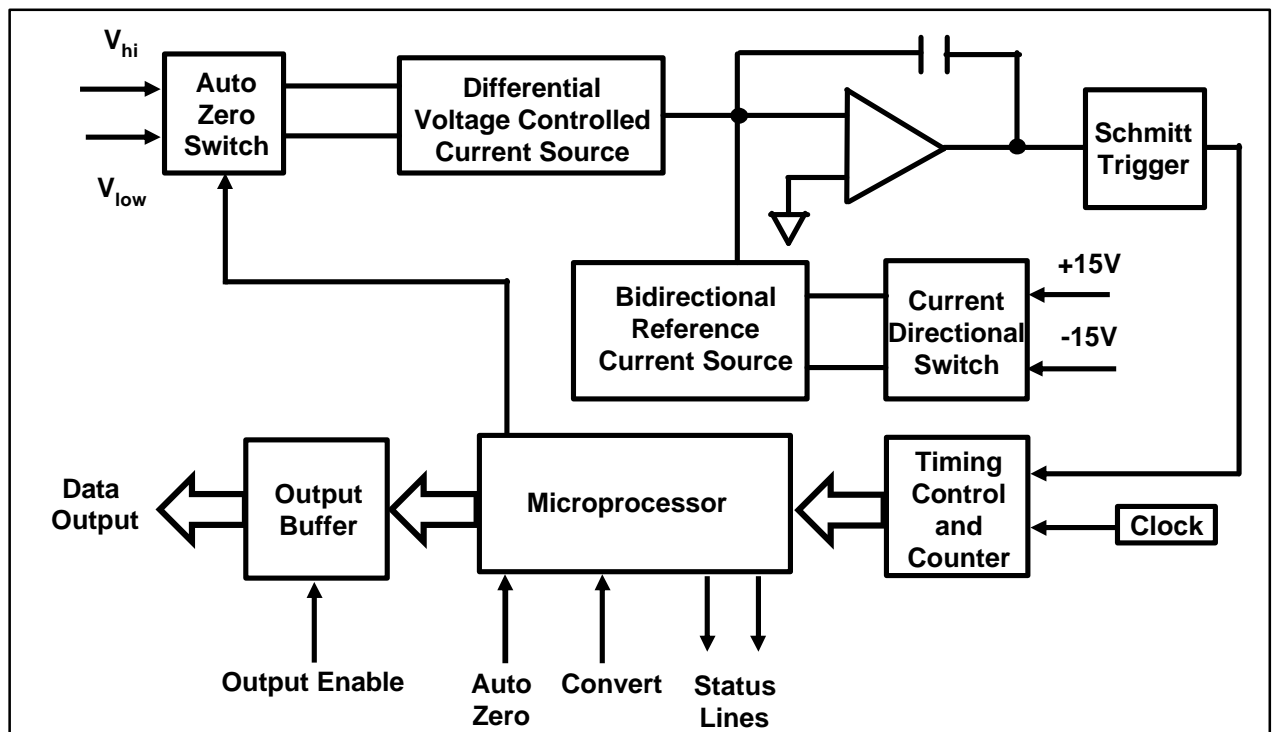 V_hi
V_low
Auto
Zero
Switch
Differential
Voltage Controlled
Current Source
Schmitt
Trigger
Bidirectional
Reference
Current Source
Current
Directional
Switch
+15V
-15V
Data
Output
Output
Buffer
Microprocessor
Timing
Control
and
Counter
Clock
Output Enable
Auto
Zero
Convert
Status
Lines